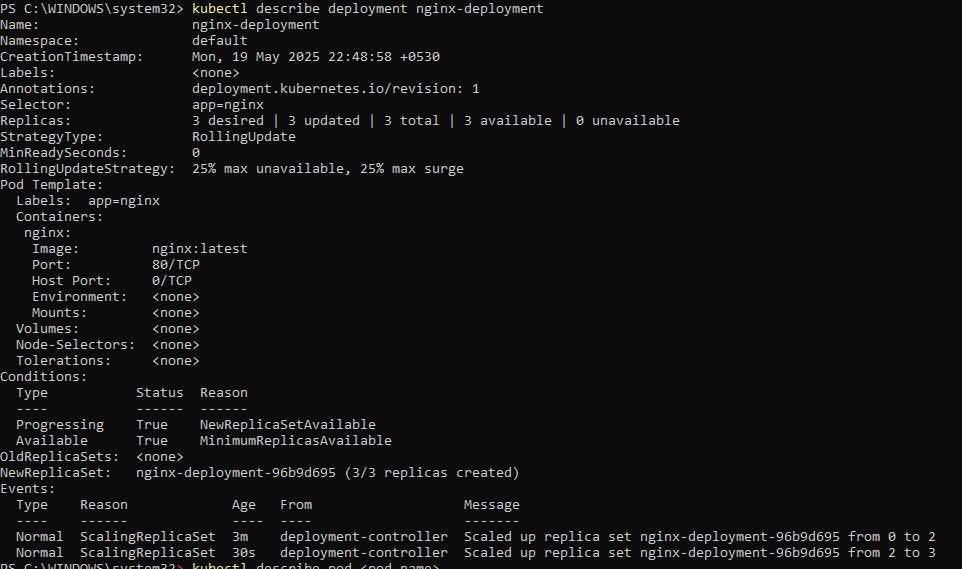 PS C:\WINDOWS\system32> kubectl describe deployment nginx-deployment
Name:                   nginx-deployment
Namespace:              default
CreationTimestamp:      Mon, 19 May 2025 22:48:58 +0530
Labels:                 <none>
Annotations:            deployment.kubernetes.io/revision: 1
Selector:               app=nginx
Replicas:               3 desired | 3 updated | 3 total | 3 available | 0 unavailable
StrategyType:           RollingUpdate
MinReadySeconds:        0
RollingUpdateStrategy:  25% max unavailable, 25% max surge
Pod Template:
  Labels:  app=nginx
  Containers:
   nginx:
    Image:         nginx:latest
    Port:          80/TCP
    Host Port:     0/TCP
    Environment:   <none>
    Mounts:        <none>
  Volumes:         <none>
  Node-Selectors:  <none>
  Tolerations:     <none>
Conditions:
  Type           Status  Reason
  ----           ------  ------
  Progressing    True    NewReplicaSetAvailable
  Available      True    MinimumReplicasAvailable
OldReplicaSets:  <none>
NewReplicaSet:   nginx-deployment-96b9d695 (3/3 replicas created)
Events:
  Type    Reason             Age   From                   Message
  ----    ------             ----  ----                   -------
  Normal  ScalingReplicaSet  3m    deployment-controller  Scaled up replica set nginx-deployment-96b9d695 from 0 to 2
  Normal  ScalingReplicaSet  30s   deployment-controller  Scaled up replica set nginx-deployment-96b9d695 from 2 to 3
PS C:\WINDOWS\system32> kubectl describe pod <pod name>